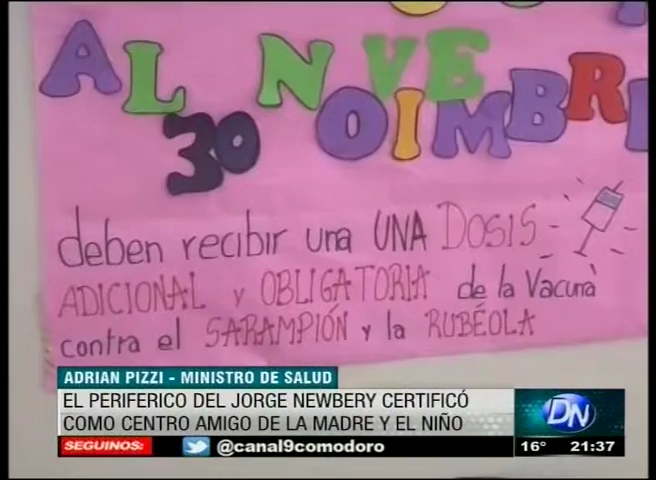 AL 30 NVE
NOIMBR
deben recibir una UNA DOSIS
ADICIONAL y OBLIGATORIA de la Vacuna
contra el SARAMPIÓN y la RUBÉOLA
ADRIAN PIZZI - MINISTRO DE SALUD
EL PERIFERICO DEL JORGE NEWBERY CERTIFICÓ
COMO CENTRO AMIGO DE LA MADRE Y EL NIÑO
DN
SEGUINOS: @canal9comodoro
16° 21:37